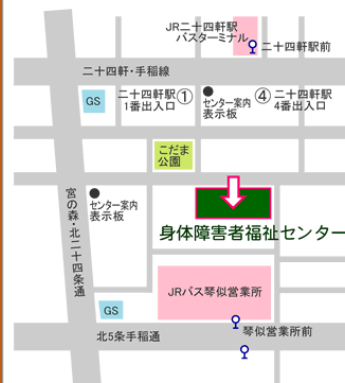 JR二十四軒駅
バスターミナル
二十四軒駅前
二十四軒・手稲線
GS
二十四軒駅
1番出入口
①
センター案内
表示板
④
二十四軒駅
4番出入口
こだま
公園
宮の森・北二十四条通
センター案内
表示板
身体障害者福祉センター
JRバス琴似営業所
GS
琴似営業所前
北5条手稲通